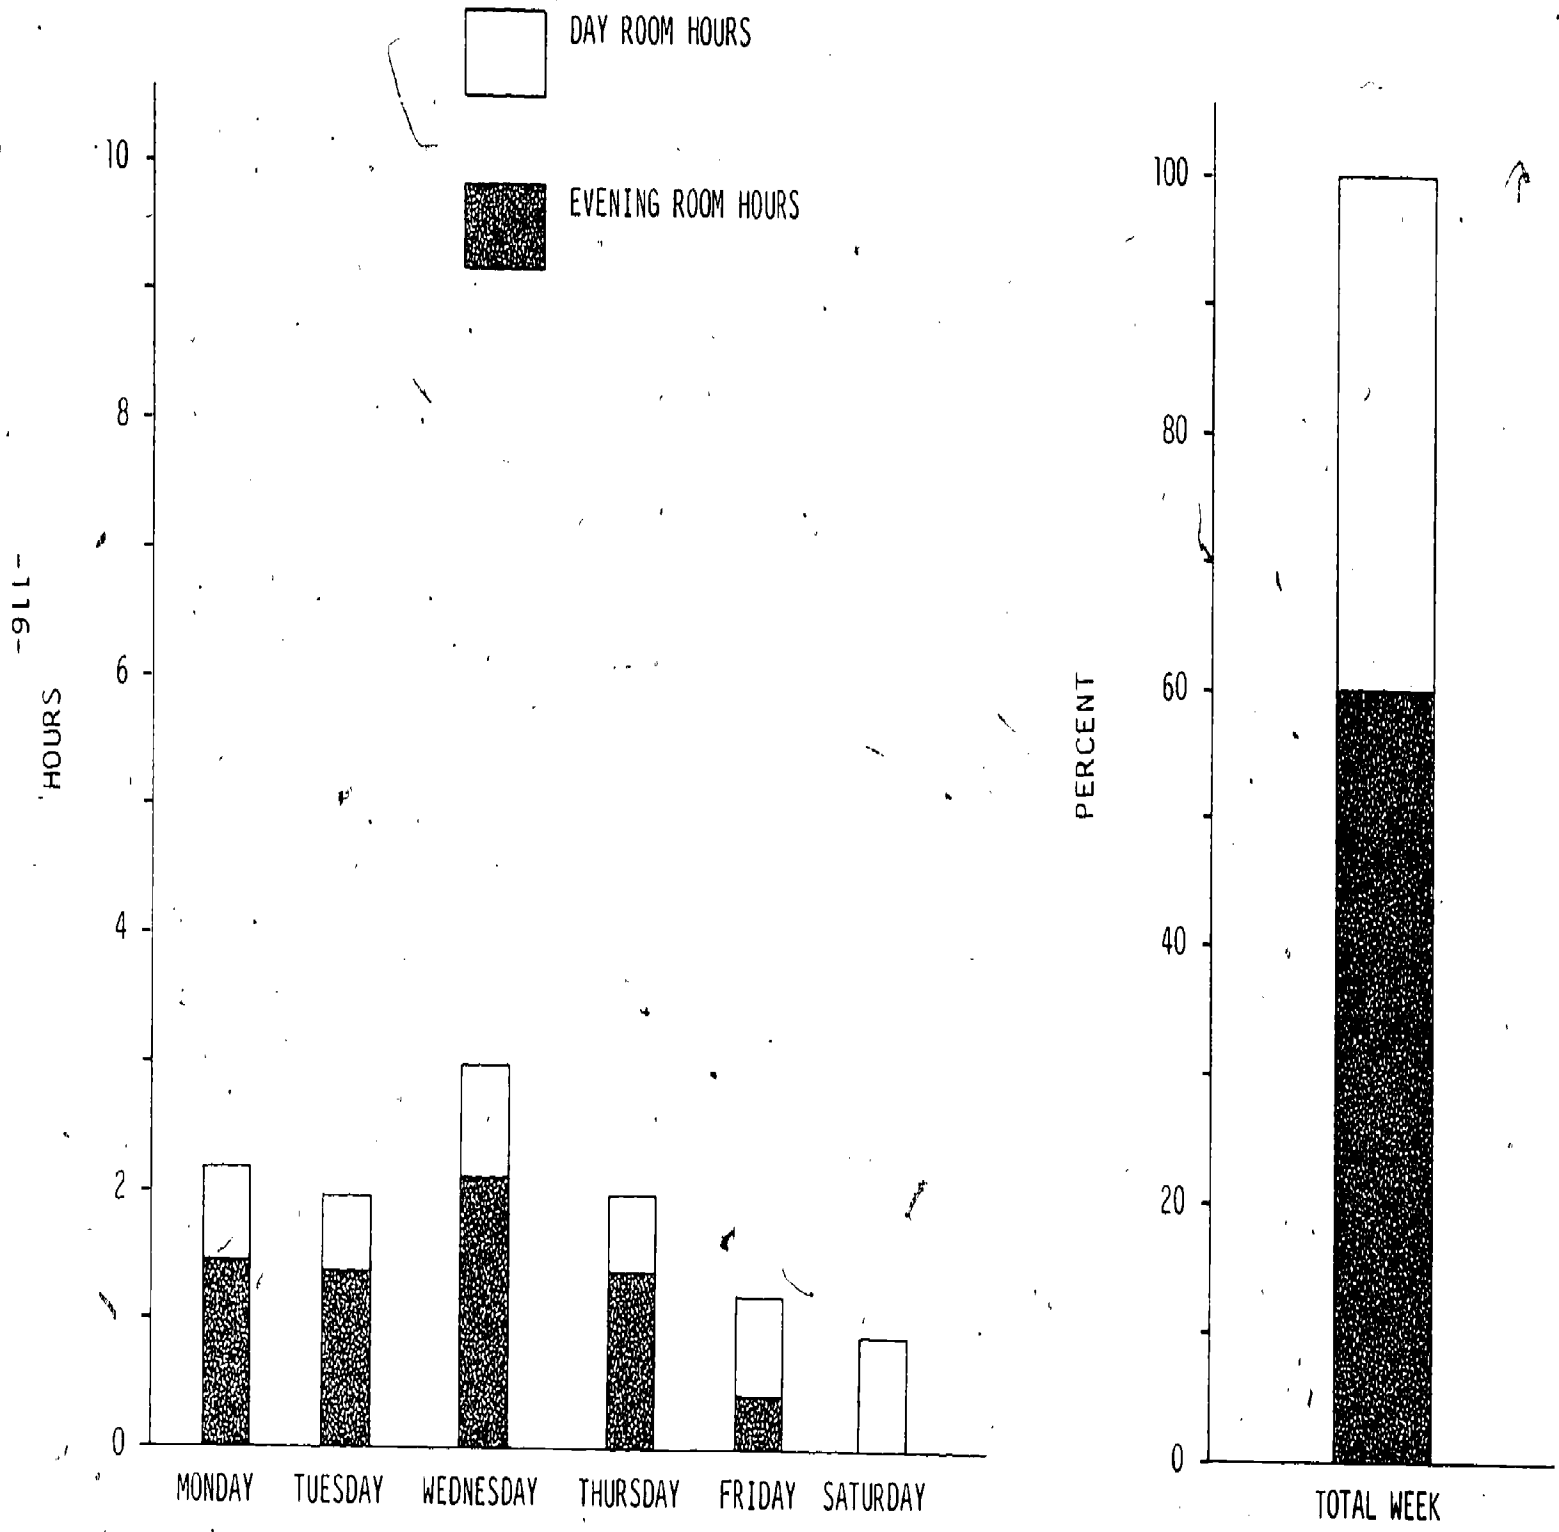 DAY ROOM HOURS
EVENING ROOM HOURS
10
8
6
4
2
0
HOURS
-116-
MONDAY TUESDAY WEDNESDAY THURSDAY FRIDAY SATURDAY
100
80
60
40
20
0
PERCENT
TOTAL WEEK